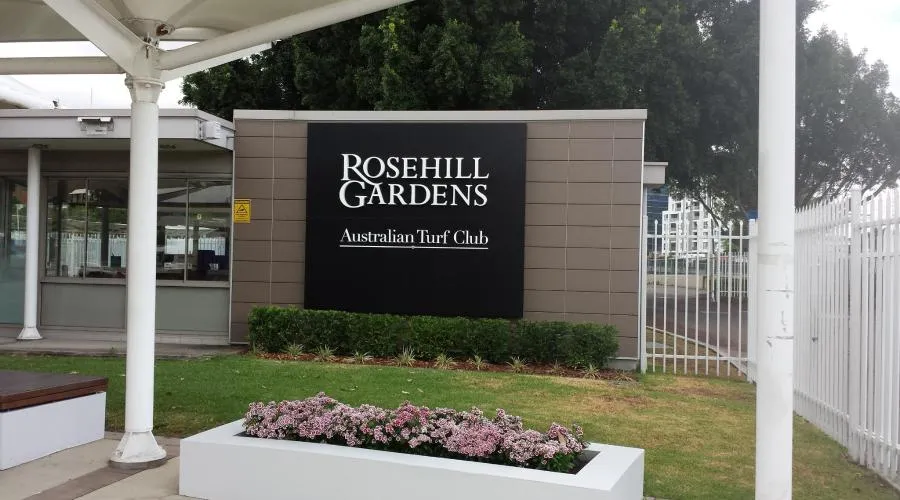 ROSEHILL
GARDENS
Australian Turf Club